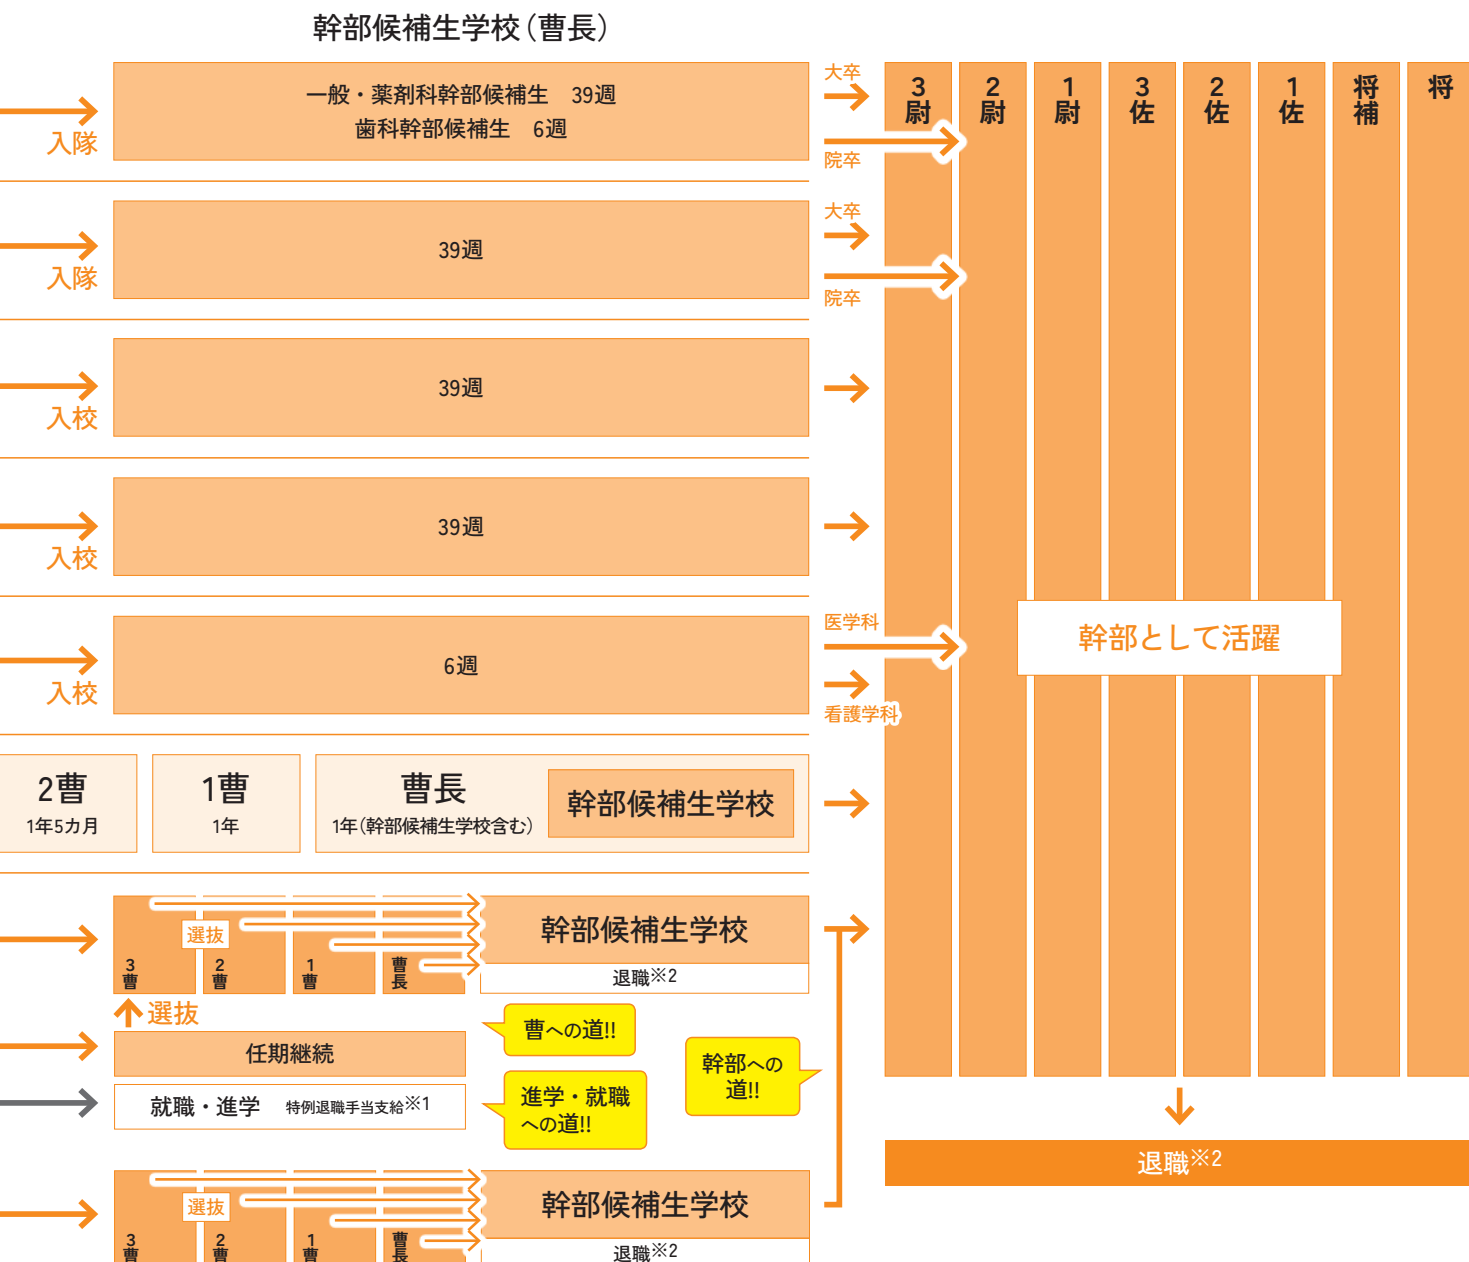 幹部候補生学校（曹長）
一般・薬剤科幹部候補生　39週
歯科幹部候補生　6週
入隊
大卒
院卒
3尉
2尉
1尉
3佐
2佐
1佐
将補
将
39週
入隊
大卒
院卒
39週
入校
39週
入校
6週
入校
医学科
看護学科
幹部として活躍
2曹
1年5カ月
1曹
1年
曹長
1年（幹部候補生学校含む）
幹部候補生学校
選抜
3曹
2曹
1曹
曹長
幹部候補生学校
退職※2
選抜
任期継続
曹への道!!
就職・進学　特例退職手当支給※1
進学・就職
への道!!
幹部への
道!!
退職※2
選抜
3曹
2曹
1曹
曹長
幹部候補生学校
退職※2